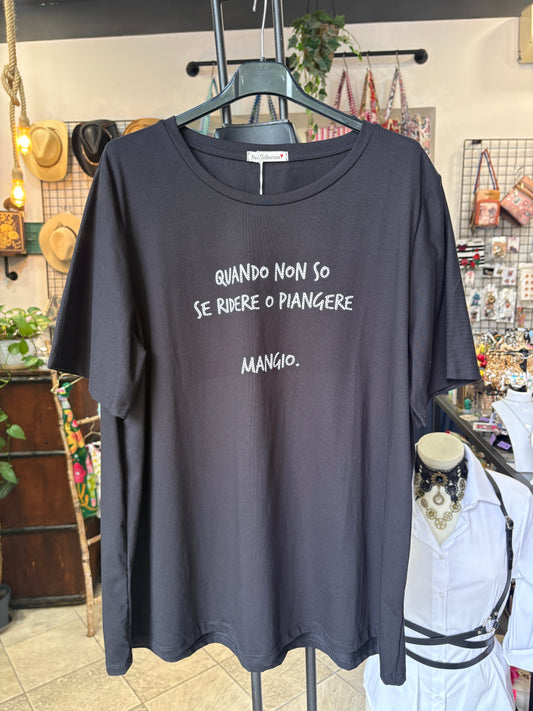 QUANDO NON SO
SE RIDERE O PIANGERE
MANGIO.